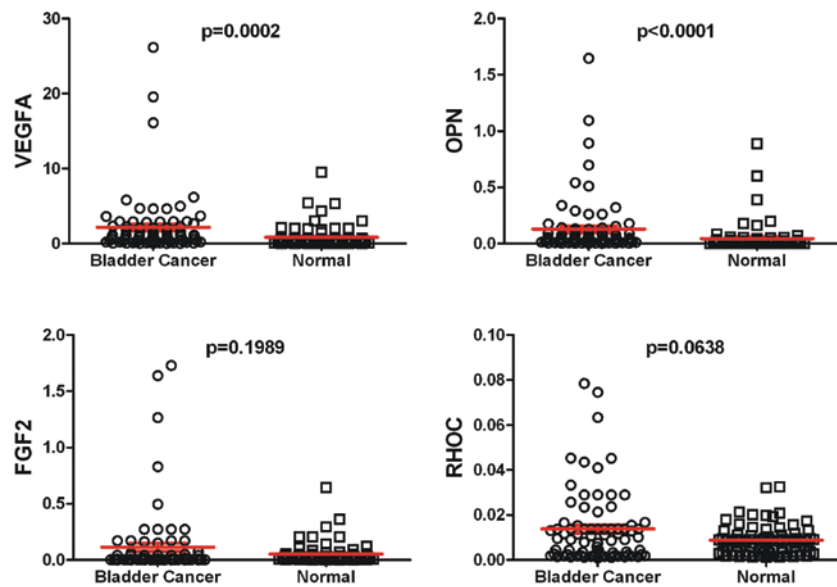 p=0.0002
VEGFA
30
20
10
0
Bladder Cancer
Normal
p<0.0001
OPN
2.0
1.5
1.0
0.5
0.0
Bladder Cancer
Normal
p=0.1989
FGF2
2.0
1.5
1.0
0.5
0.0
Bladder Cancer
Normal
p=0.0638
RHOC
0.10
0.08
0.06
0.04
0.02
0.00
Bladder Cancer
Normal